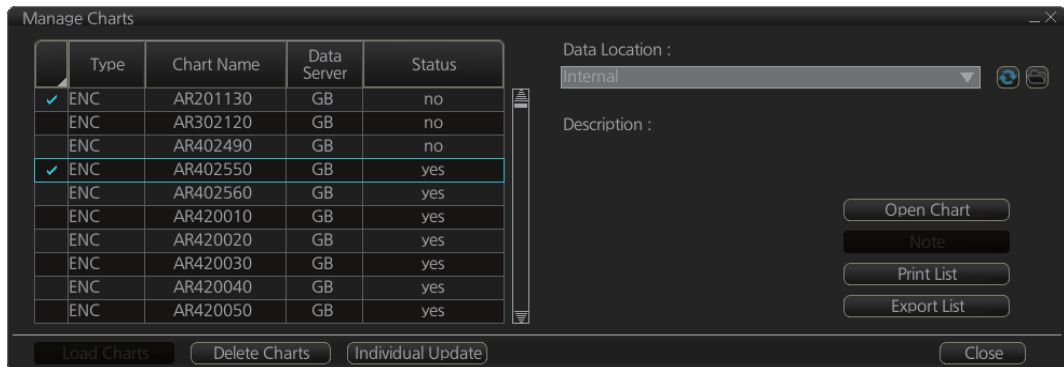 Manage Charts
Type Chart Name Data Server Status
ENC AR201130 GB no
ENC AR302120 GB no
ENC AR402490 GB no
ENC AR402550 GB yes
ENC AR402560 GB yes
ENC AR420010 GB yes
ENC AR420020 GB yes
ENC AR420030 GB yes
ENC AR420040 GB yes
ENC AR420050 GB yes
Data Location :
Internal
Description :
Open Chart
Note
Print List
Export List
Load Charts Delete Charts Individual Update Close